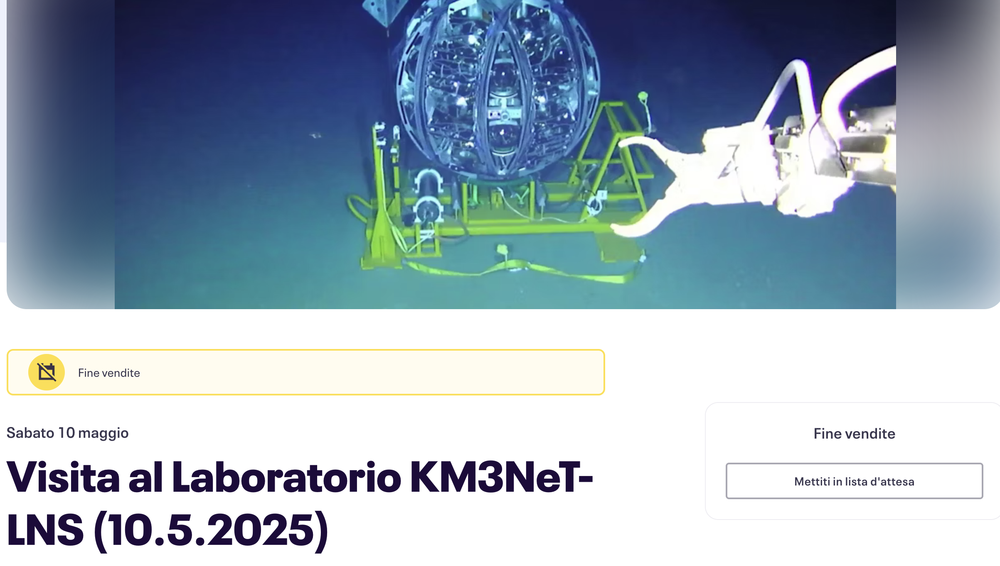 Fine vendite
Sabato 10 maggio
Visita al Laboratorio KM3NeT-
LNS (10.5.2025)
Fine vendite
Mettiti in lista d'attesa